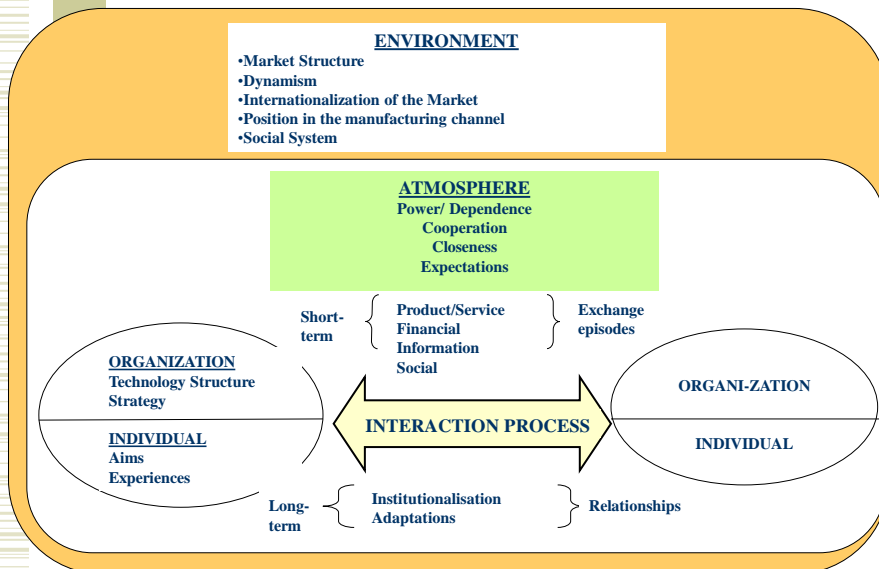 ENVIRONMENT
•Market Structure
•Dynamism
•Internationalization of the Market
•Position in the manufacturing channel
•Social System
ATMOSPHERE
Power/ Dependence
Cooperation
Closeness
Expectations
Short-
term
Product/Service
Financial
Information
Social
Exchange
episodes
ORGANIZATION
Technology Structure
Strategy
INDIVIDUAL
Aims
Experiences
INTERACTION PROCESS
ORGANI-ZATION
INDIVIDUAL
Long-
term
Institutionalisation
Adaptations
Relationships